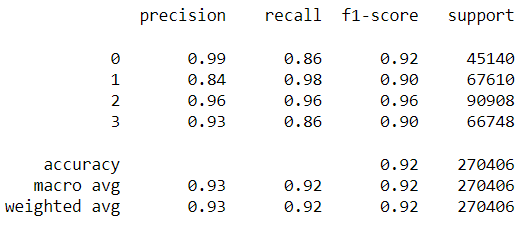 precision recall f1-score support
0 0.99 0.86 0.92 45140
1 0.84 0.98 0.90 67610
2 0.96 0.96 0.96 90908
3 0.93 0.86 0.90 66748
accuracy 0.92 270406
macro avg 0.93 0.92 0.92 270406
weighted avg 0.93 0.92 0.92 270406